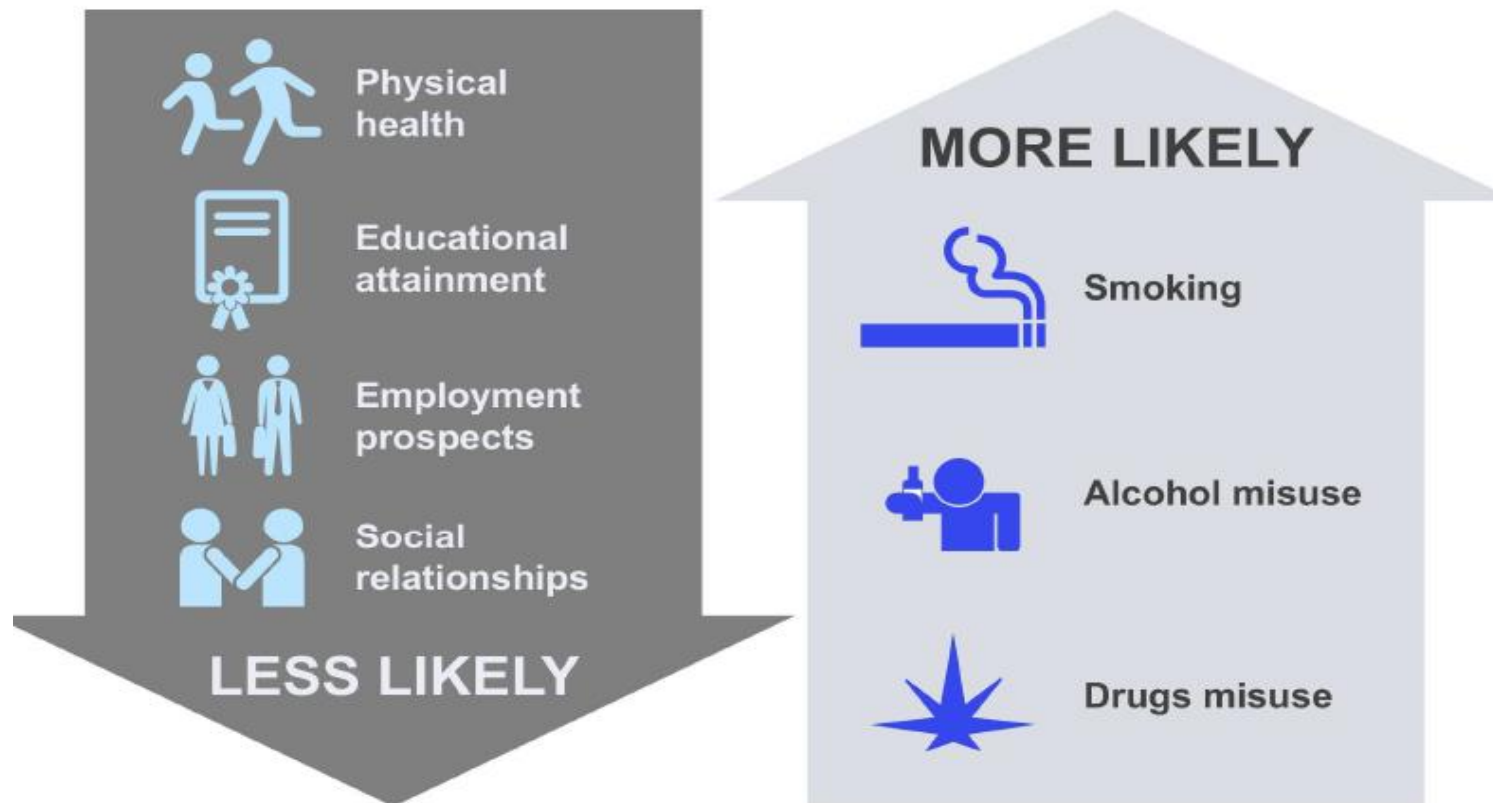 Physical
health
Educational
attainment
Employment
prospects
Social
relationships
LESS LIKELY
MORE LIKELY
Smoking
Alcohol misuse
Drugs misuse